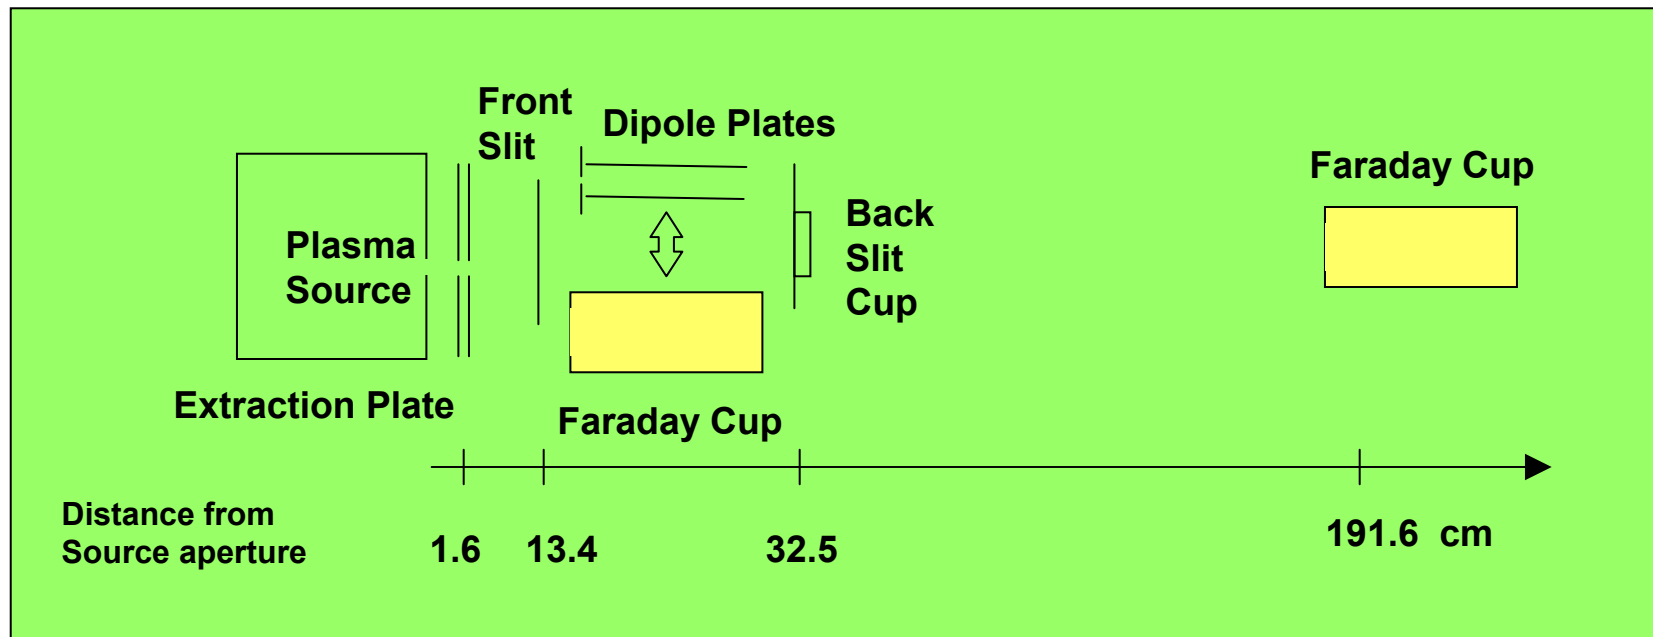 Front
Slit
Dipole Plates
Faraday Cup
Plasma
Source
Back
Slit
Cup
Extraction Plate
Faraday Cup
Distance from
Source aperture
1.6 13.4 32.5 191.6 cm